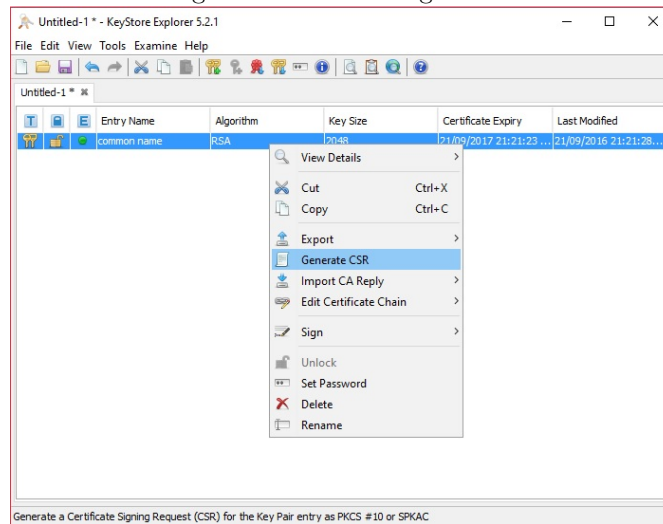 Untitled-1 * - KeyStore Explorer 5.2.1
File Edit View Tools Examine Help
Untitled-1 *
T E Entry Name Algorithm Key Size Certificate Expiry Last Modified
common name RSA 2048 21/09/2017 21:21:23 ... 21/09/2016 21:21:28...
View Details
Cut Ctrl+X
Copy Ctrl+C
Export
Generate CSR
Import CA Reply
Edit Certificate Chain
Sign
Unlock
Set Password
Delete
Rename
Generate a Certificate Signing Request (CSR) for the Key Pair entry as PKCS #10 or SPKAC